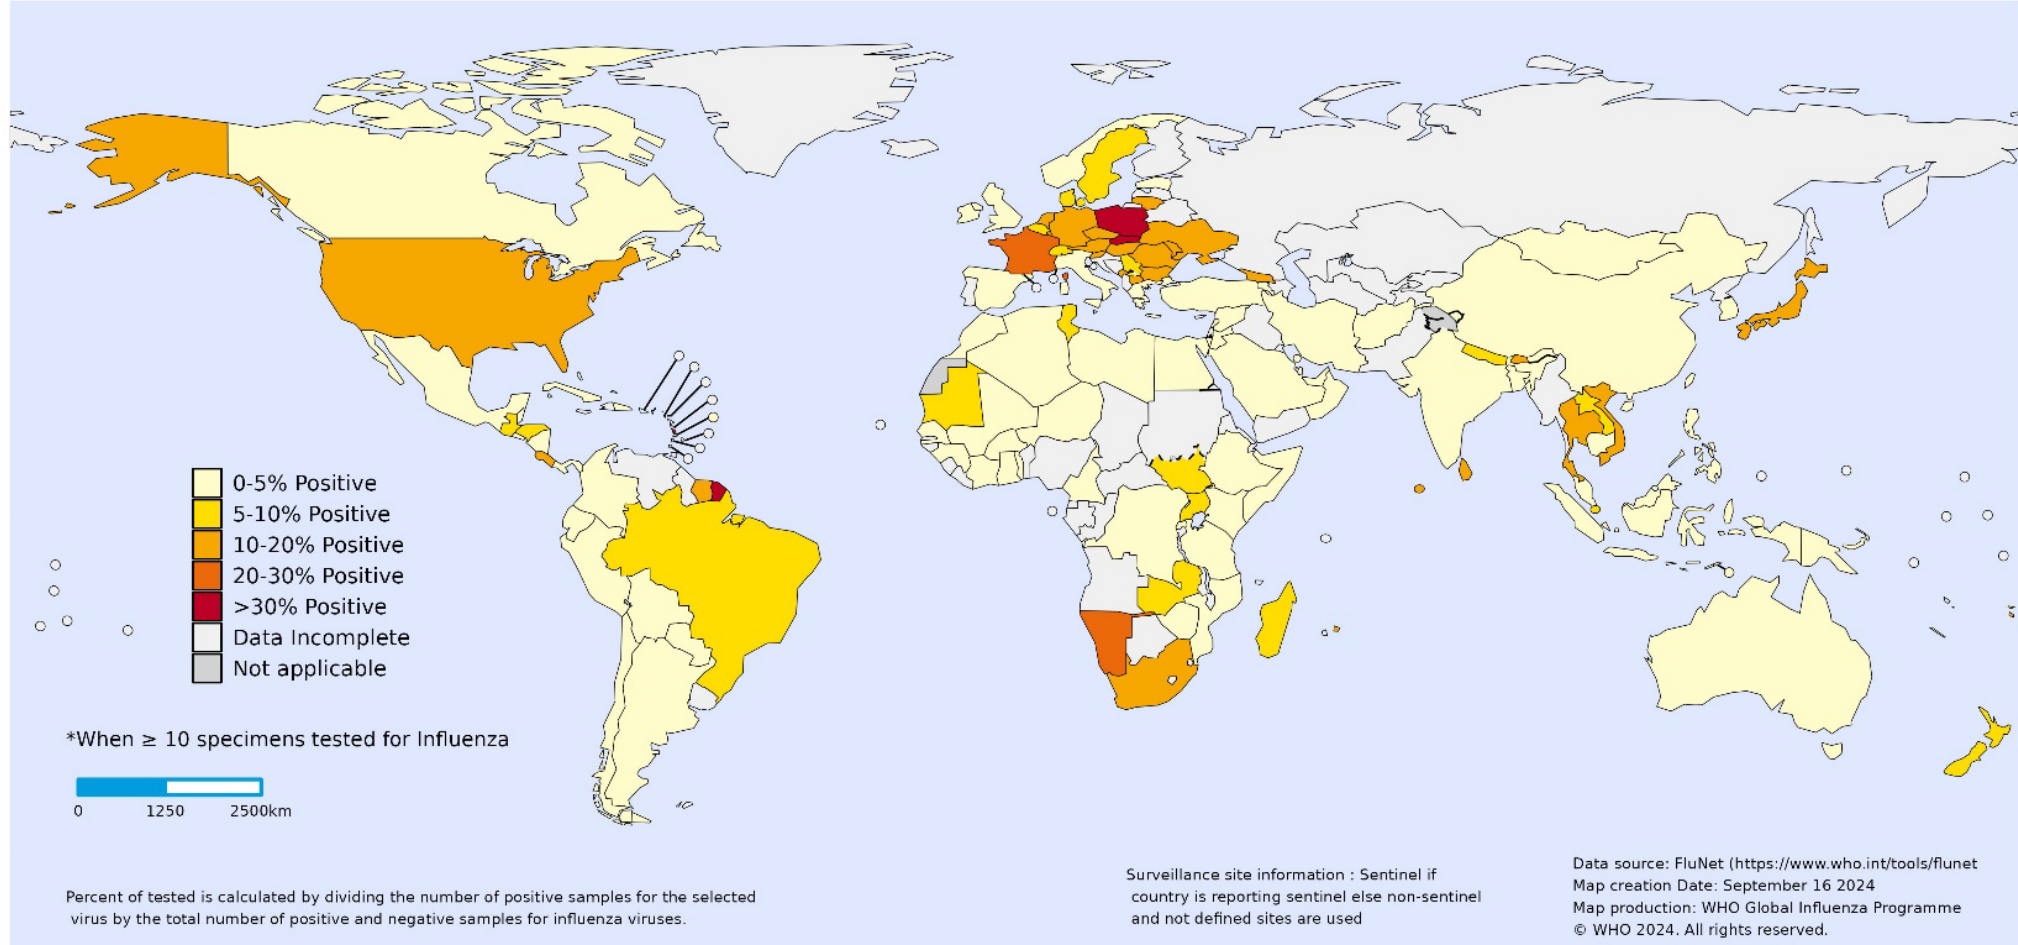 0-5% Positive
5-10% Positive
10-20% Positive
20-30% Positive
>30% Positive
Data Incomplete
Not applicable
*When ≥ 10 specimens tested for Influenza
0 1250 2500km
Percent of tested is calculated by dividing the number of positive samples for the selected
virus by the total number of positive and negative samples for influenza viruses.
Surveillance site information : Sentinel if
country is reporting sentinel else non-sentinel
and not defined sites are used
Data source: FluNet (https://www.who.int/tools/flunet
Map creation Date: September 16 2024
Map production: WHO Global Influenza Programme
© WHO 2024. All rights reserved.